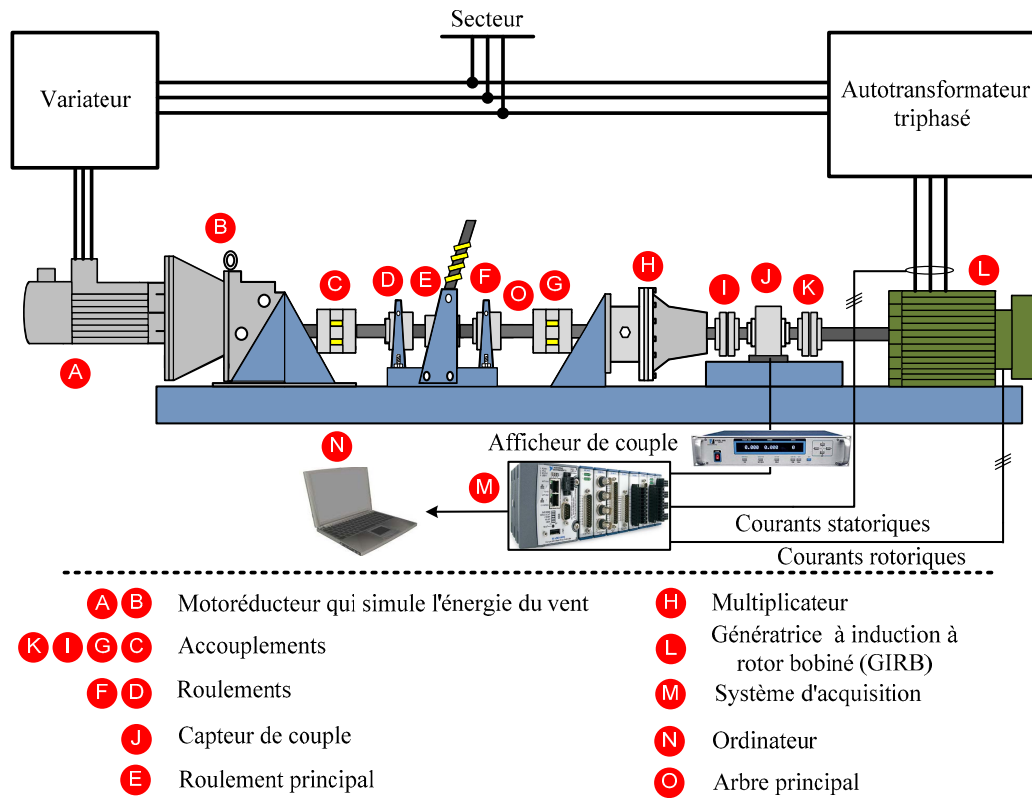 Secteur
Variateur
Autotransformateur
triphasé
B
L
C
D
E
F
O
G
H
I
J
K
A
N
Afficheur de couple
0.000 0.000 0
M
Courants statoriques
Courants rotoriques
A B Motoréducteur qui simule l'énergie du vent
K I G C Accouplements
F D Roulements
J Capteur de couple
E Roulement principal
H Multiplicateur
L Génératrice à induction à
rotor bobiné (GIRB)
M Système d'acquisition
N Ordinateur
O Arbre principal